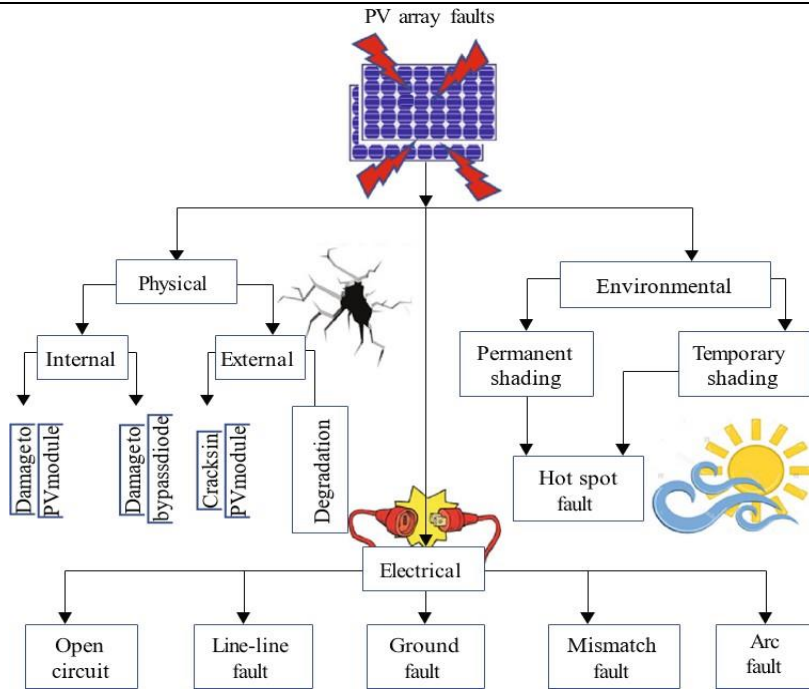 PV array faults
Physical
Environmental
Internal
External
Permanent
shading
Temporary
shading
Damageto
PVmodule
Damageto
bypassdiode
Cracksin
PVmodule
Degradation
Hot spot
fault
Electrical
Open
circuit
Line-line
fault
Ground
fault
Mismatch
fault
Arc
fault